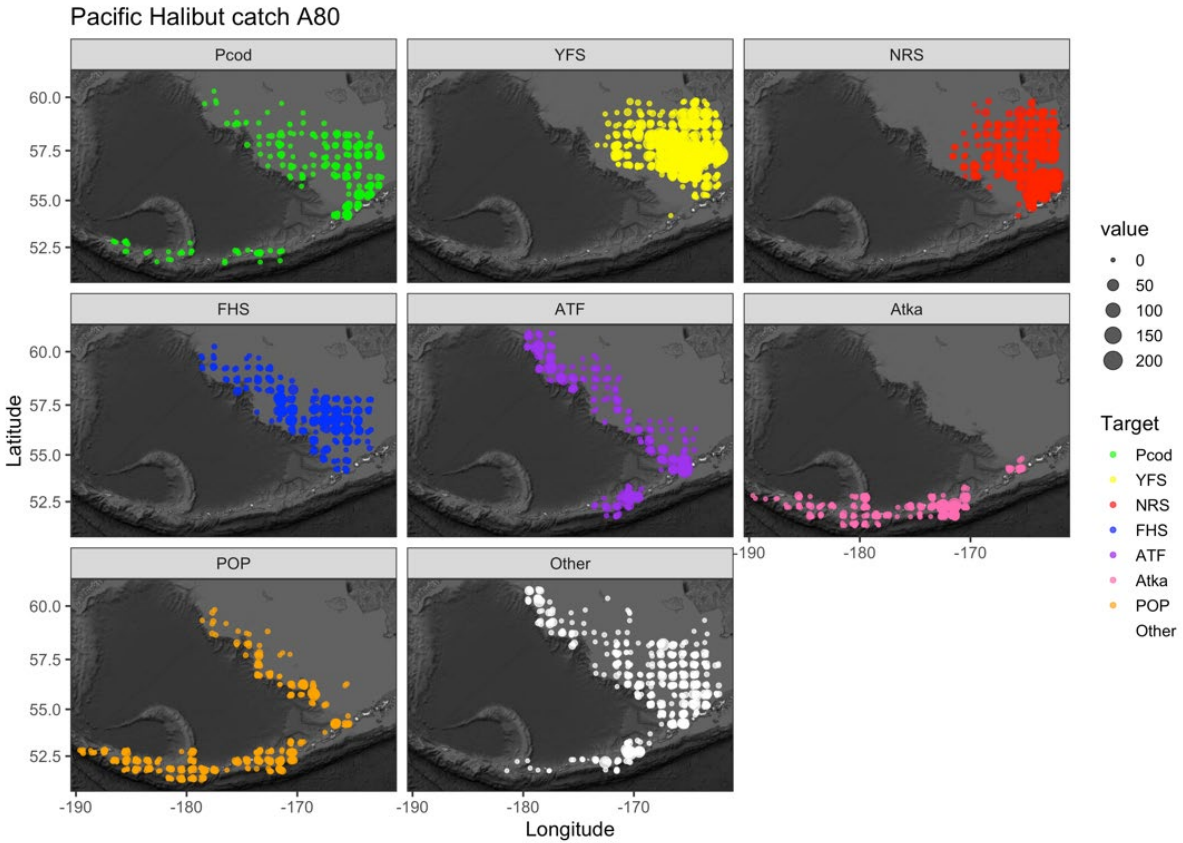 Pacific Halibut catch A80
Pcod
YFS
NRS
60.0
57.5
55.0
52.5
FHS
ATF
Atka
60.0
57.5
55.0
52.5
-190
-180
-170
POP
Other
60.0
57.5
55.0
52.5
-190
-180
-170
-190
-180
-170
Latitude
Longitude
value
0
50
100
150
200
Target
Pcod
YFS
NRS
FHS
ATF
Atka
POP
Other